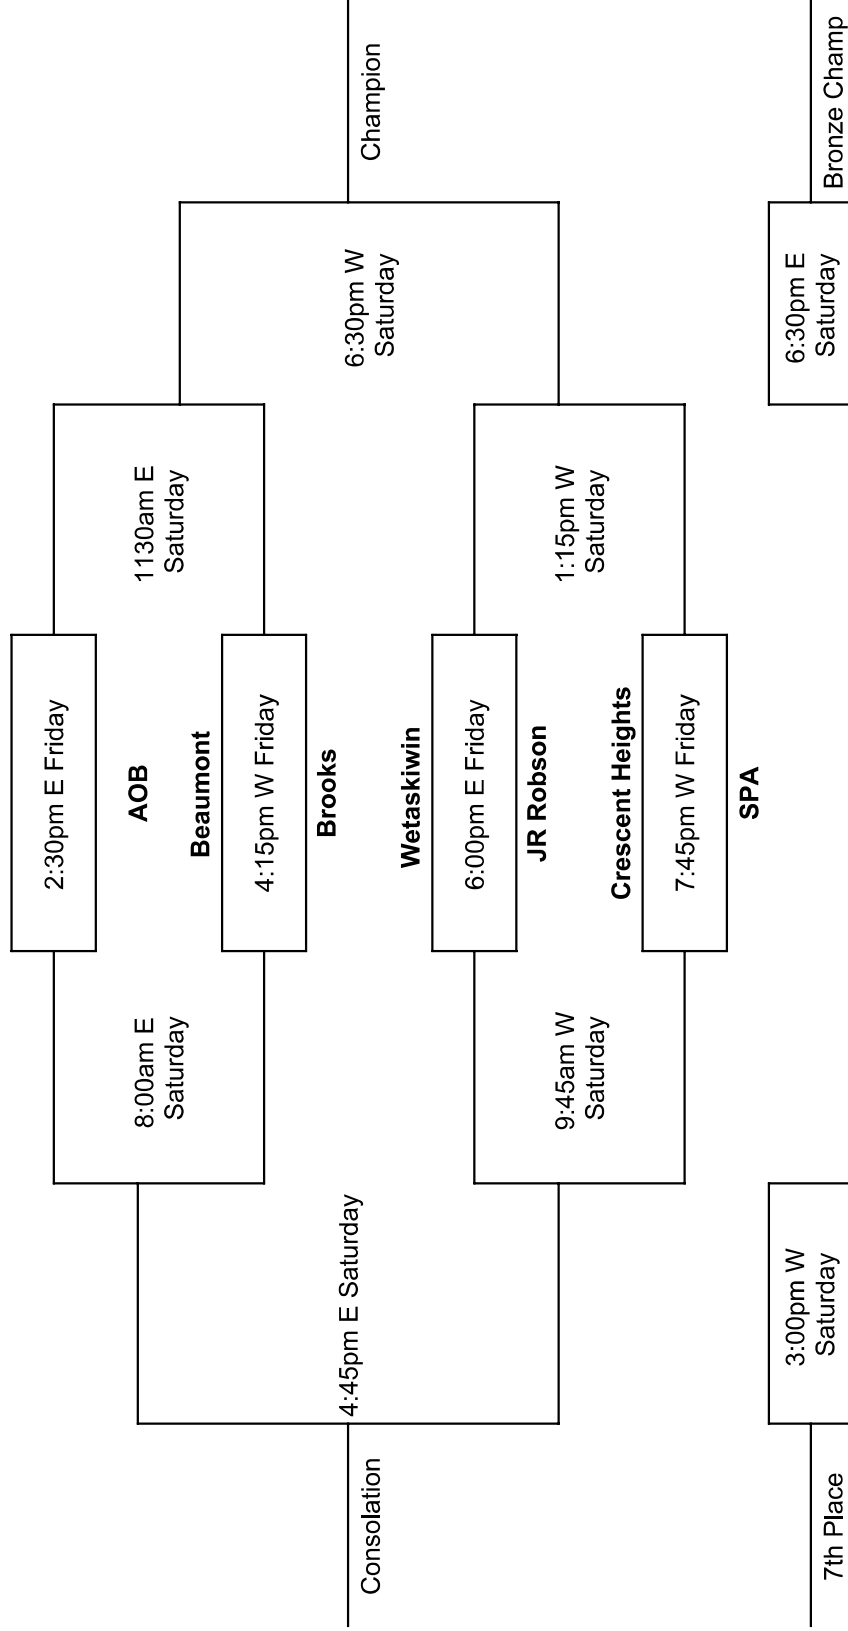 2:30pm E Friday
AOB
8:00am E
Saturday
1130am E
Saturday
Beaumont
4:15pm W Friday
Brooks
4:45pm E Saturday
Consolation
6:30pm W
Saturday
Champion
Wetaskiwin
6:00pm E Friday
JR Robson
9:45am W
Saturday
1:15pm W
Saturday
Crescent Heights
7:45pm W Friday
SPA
3:00pm W
Saturday
7th Place
6:30pm E
Saturday
Bronze Champ